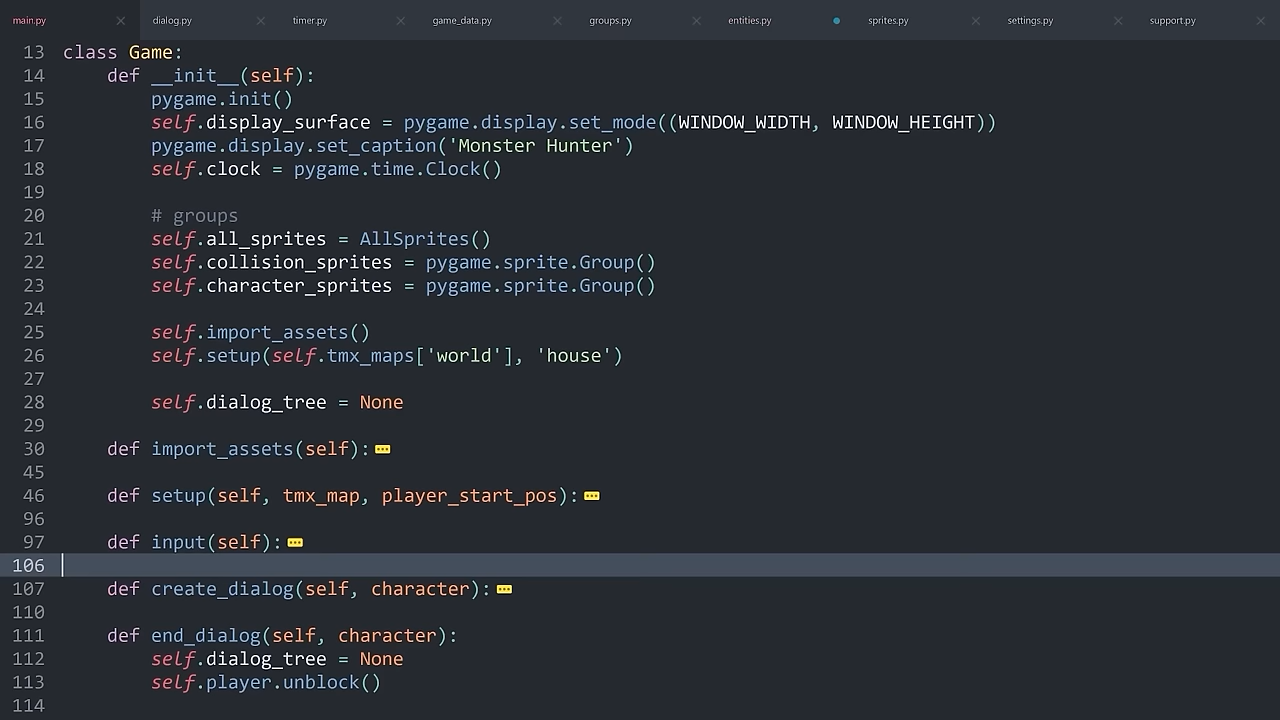 main.py dialog.py timer.py game_data.py groups.py entities.py sprites.py settings.py support.py
13 class Game:
14 def __init__(self):
15 pygame.init()
16 self.display_surface = pygame.display.set_mode((WINDOW_WIDTH, WINDOW_HEIGHT))
17 pygame.display.set_caption('Monster Hunter')
18 self.clock = pygame.time.Clock()
19
20 # groups
21 self.all_sprites = AllSprites()
22 self.collision_sprites = pygame.sprite.Group()
23 self.character_sprites = pygame.sprite.Group()
24
25 self.import_assets()
26 self.setup(self.tmx_maps['world'], 'house')
27
28 self.dialog_tree = None
29
30 def import_assets(self):
45
46 def setup(self, tmx_map, player_start_pos):
96
97 def input(self):
106
107 def create_dialog(self, character):
110
111 def end_dialog(self, character):
112 self.dialog_tree = None
113 self.player.unblock()
114